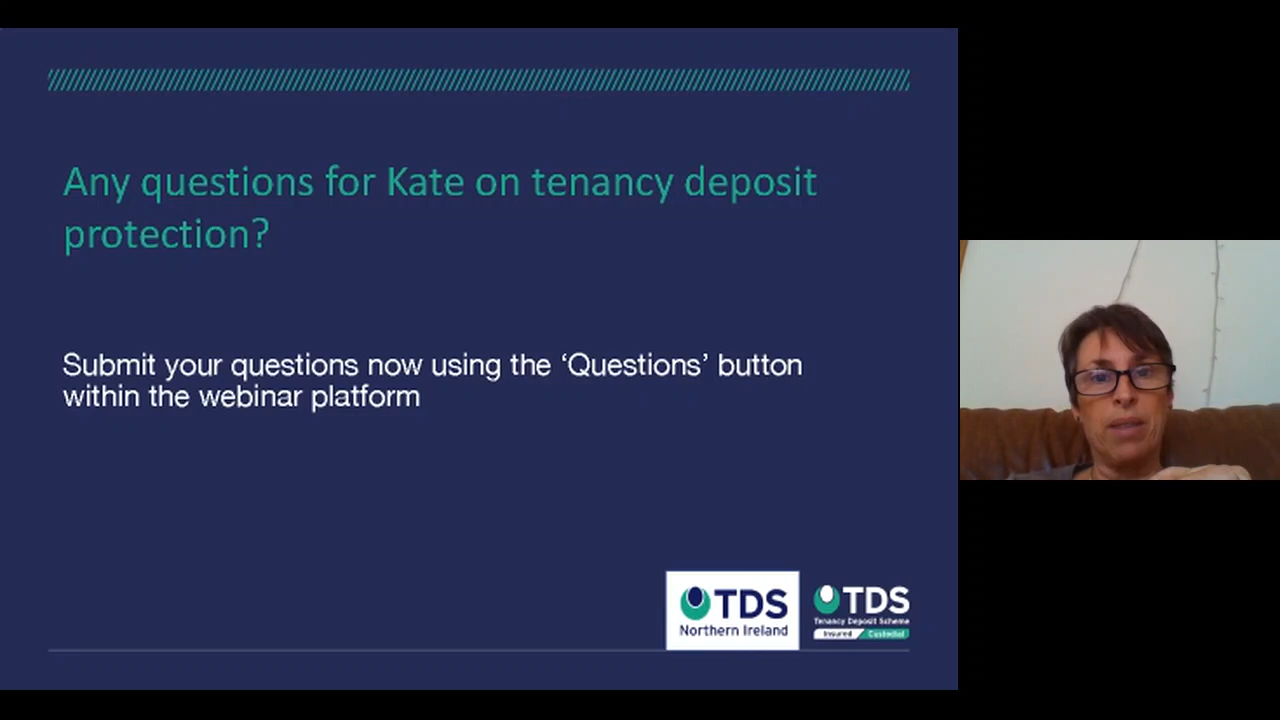 Any questions for Kate on tenancy deposit
protection?
Submit your questions now using the ‘Questions’ button
within the webinar platform
TDS
Northern Ireland
TDS
Tenancy Deposit Scheme
Insured Custodial